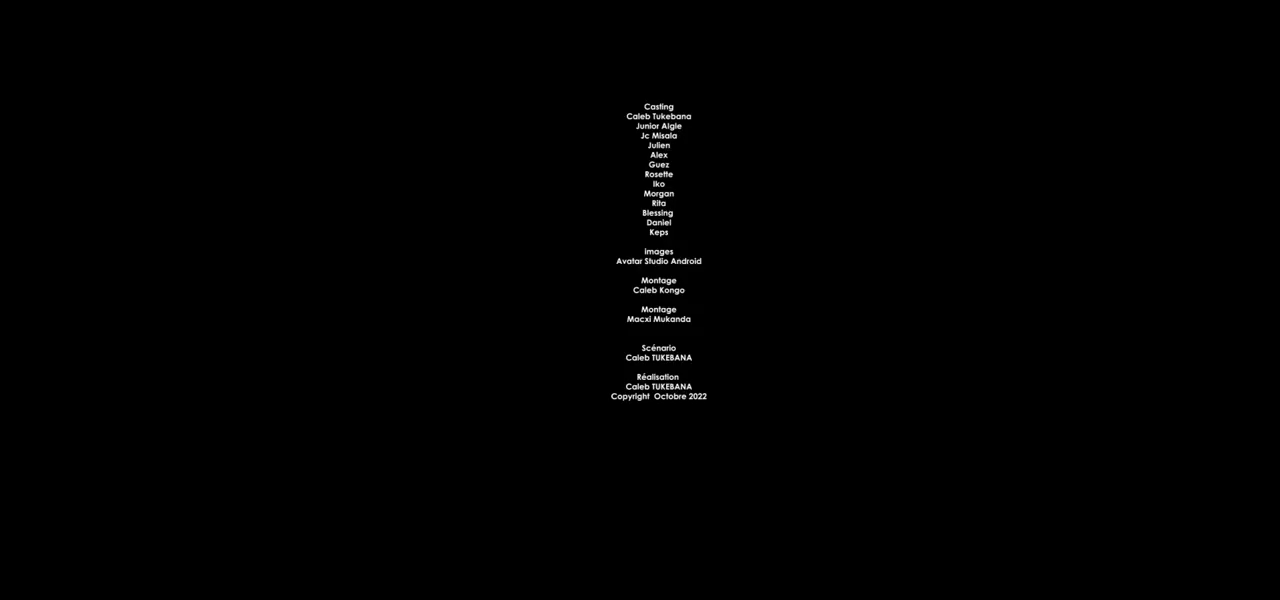 Casting
Caleb Tukebana
Junior Algle
Jc Misala
Julien
Alex
Guez
Rosette
Iko
Morgan
Rita
Blessing
Daniel
Keps
images
Avatar Studio Android
Montage
Caleb Kongo
Montage
Macxi Mukanda
Scénario
Caleb TUKEBANA
Réalisation
Caleb TUKEBANA
Copyright Octobre 2022